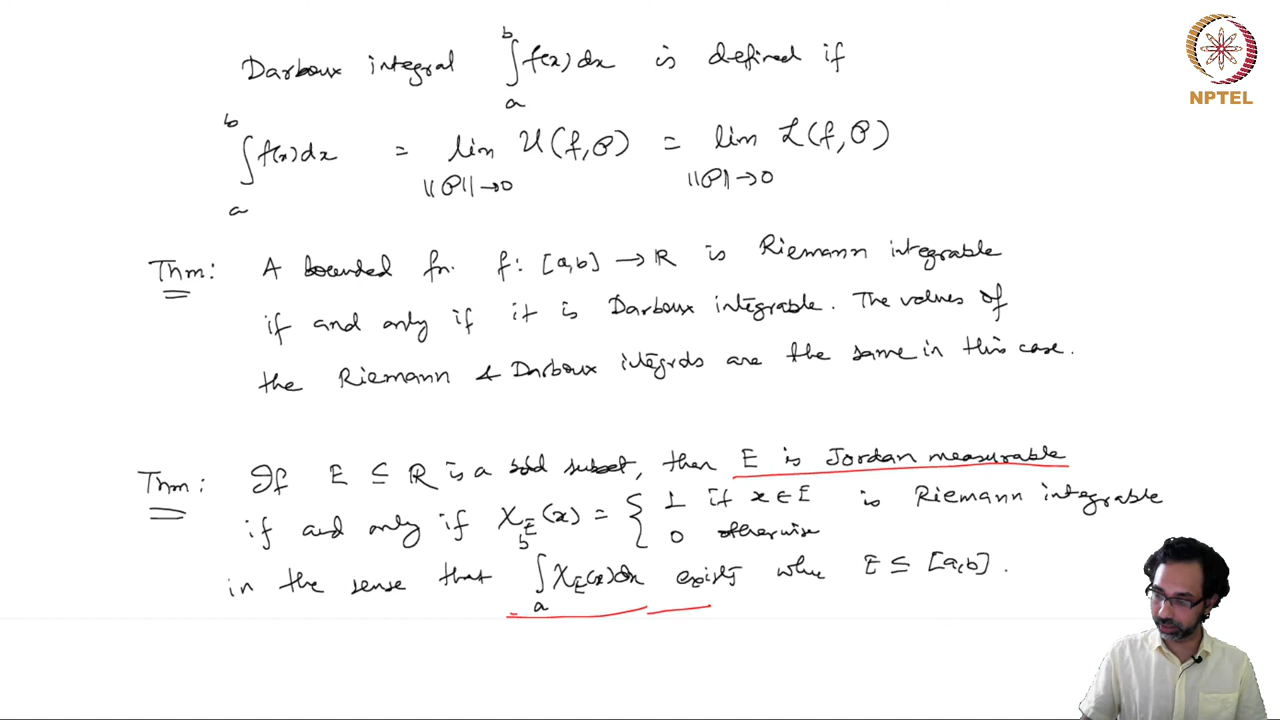 Darboux integral ∫_a^b f(x) dx is defined if
∫_a^b f(x) dx = lim_{||P||→0} U(f,P) = lim_{||P||→0} L(f,P)
NPTEL
Thm: A bounded fn. f: [a,b] → R is Riemann integrable
if and only if it is Darboux integrable. The values of
the Riemann & Darboux integrals are the same in this case.
Thm: If E ⊆ R is a bdd subset, then E is Jordan measurable
if and only if χ_E(x) = { 1 if x ∈ E is Riemann integrable
0 otherwise
in the sense that ∫_a^b χ_E(x) dx exists where E ⊆ [a,b].